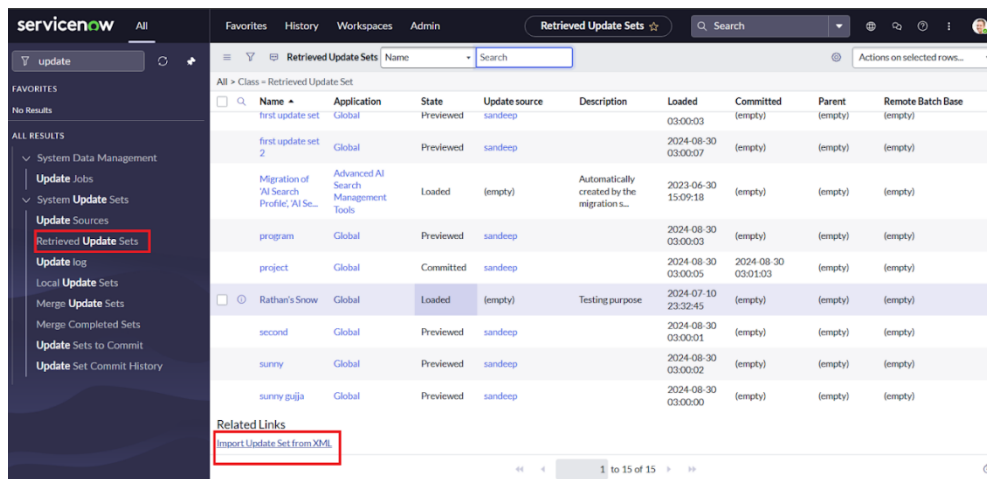 servicenow All Favorites History Workspaces Admin Retrieved Update Sets Search
update Retrieved Update Sets Name Search Actions on selected rows...
FAVORITES
No Results
ALL RESULTS
System Data Management
Update Jobs
System Update Sets
Update Sources
Retrieved Update Sets
Update log
Local Update Sets
Merge Update Sets
Merge Completed Sets
Update Sets to Commit
Update Set Commit History
All > Class = Retrieved Update Set
Name Application State Update source Description Loaded Committed Parent Remote Batch Base
first update set Global Previewed sandeep (empty) (empty) (empty)
03:00:03
first update set Global Previewed sandeep 2024-08-30 (empty) (empty) (empty)
2 03:00:07
Migration of Advanced AI Loaded (empty) Automatically 2023-06-30 (empty) (empty) (empty)
'AI Search Search created by the 15:09:18
Profile', 'AI Se... Management migration s...
Tools
program Global Previewed sandeep 2024-08-30 (empty) (empty) (empty)
03:00:03
project Global Committed sandeep 2024-08-30 2024-08-30 (empty) (empty)
03:00:05 03:01:03
Rathan's Snow Global Loaded (empty) Testing purpose 2024-07-10 (empty) (empty) (empty)
23:32:45
second Global Previewed sandeep 2024-08-30 (empty) (empty) (empty)
03:00:01
sunny Global Previewed sandeep 2024-08-30 (empty) (empty) (empty)
03:00:02
sunny gujja Global Previewed sandeep 2024-08-30 (empty) (empty) (empty)
03:00:00
Related Links
Import Update Set from XML
1 to 15 of 15